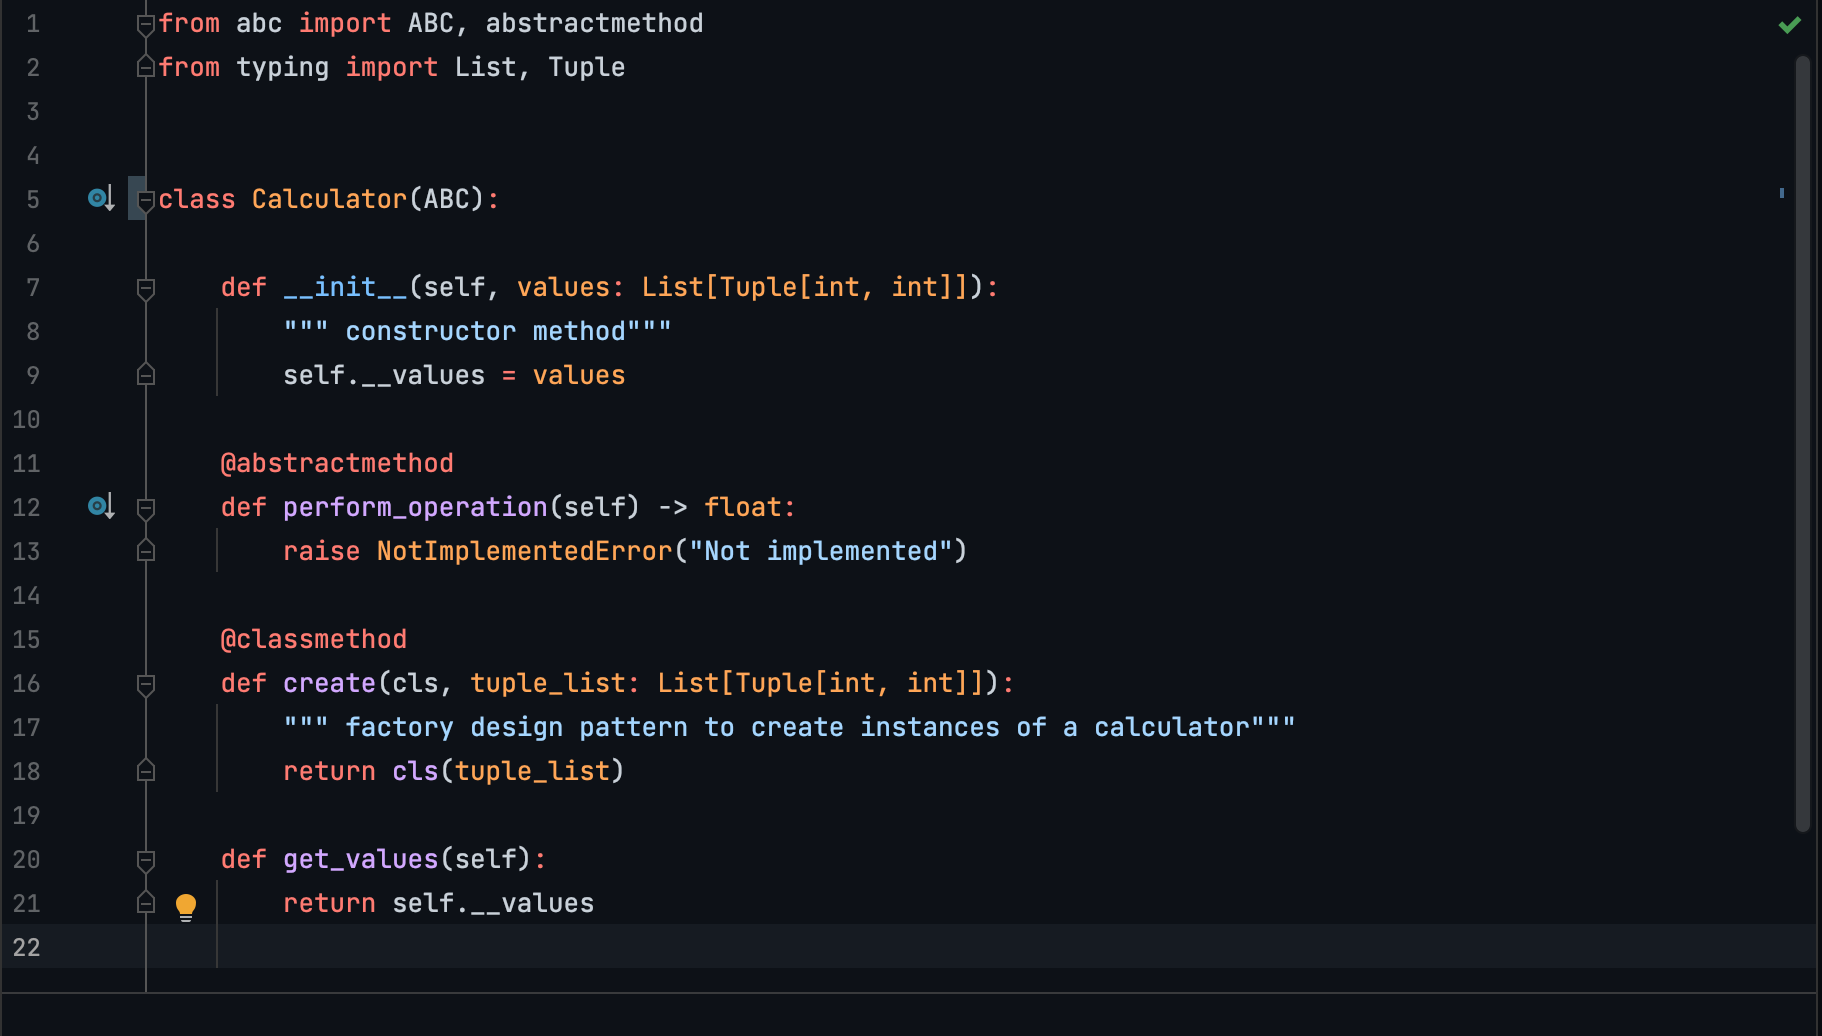 1 from abc import ABC, abstractmethod
2 from typing import List, Tuple
3
4
5 class Calculator(ABC):
6
7     def __init__(self, values: List[Tuple[int, int]]):
8         """ constructor method"""
9         self.__values = values
10
11     @abstractmethod
12     def perform_operation(self) -> float:
13         raise NotImplementedError("Not implemented")
14
15     @classmethod
16     def create(cls, tuple_list: List[Tuple[int, int]]):
17         """ factory design pattern to create instances of a calculator"""
18         return cls(tuple_list)
19
20     def get_values(self):
21         return self.__values
22